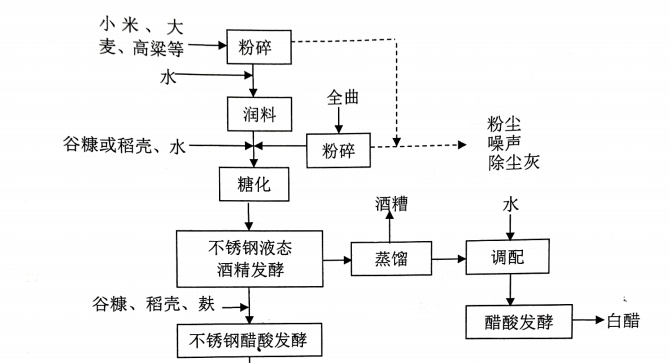 小米、大
麦、高粱等
粉碎
水
润料
全曲
谷糠或稻壳、水
粉碎
粉尘
噪声
除尘灰
糖化
酒糟
水
不锈钢液态
酒精发酵
蒸馏
调配
谷糠、稻壳、麸
醋酸发酵
白醋
不锈钢醋酸发酵